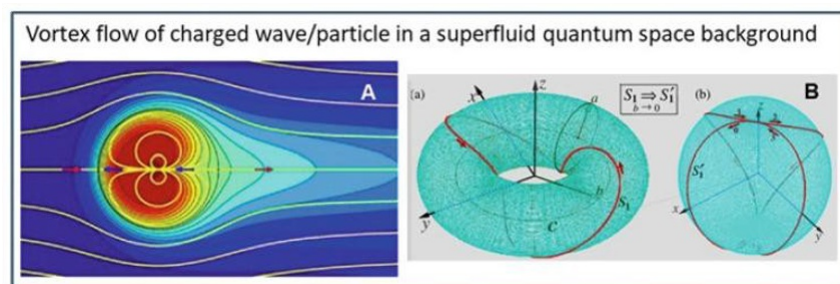 Vortex flow of charged wave/particle in a superfluid quantum space background
A
(a)
x
z
a
S₁ ⇒ S₁'
b→0
(b)
B
b
S₁
y
c
z
S₁'
x
y